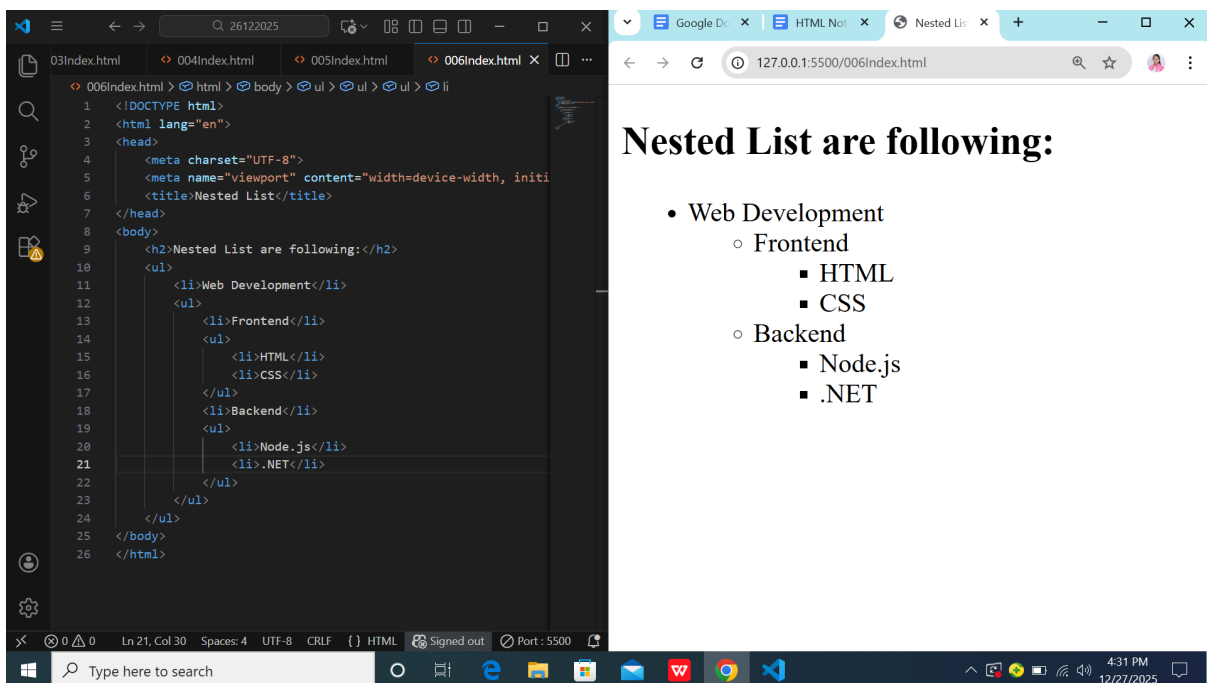 26122025
03Index.html
004Index.html
005Index.html
006Index.html
006Index.html > html > body > ul > ul > ul > li
1 <!DOCTYPE html>
2 <html lang="en">
3 <head>
4 <meta charset="UTF-8">
5 <meta name="viewport" content="width=device-width, initi
6 <title>Nested List</title>
7 </head>
8 <body>
9 <h2>Nested List are following:</h2>
10 <ul>
11 <li>Web Development</li>
12 <ul>
13 <li>Frontend</li>
14 <ul>
15 <li>HTML</li>
16 <li>CSS</li>
17 </ul>
18 <li>Backend</li>
19 <ul>
20 <li>Node.js</li>
21 <li>.NET</li>
22 </ul>
23 </ul>
24 </ul>
25 </body>
26 </html>
0 0 Ln 21, Col 30 Spaces: 4 UTF-8 CRLF { } HTML Signed out Port : 5500
Google Do
HTML Not
Nested Lis
127.0.0.1:5500/006Index.html
Nested List are following:
Web Development
Frontend
HTML
CSS
Backend
Node.js
.NET
Type here to search
4:31 PM
12/27/2025